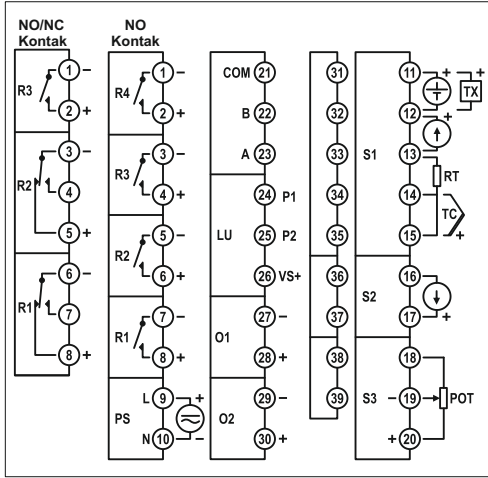 NO/NC
Kontak
R3
1 −
2 +
R2
3 −
4
5 +
R1
6 −
7
8 +
NO
Kontak
R4
1 −
2 +
R3
3 −
4 +
R2
5 −
6 +
R1
7 −
8 +
PS
L 9 +
N 10 −
COM 21
B 22
A 23
LU
24 P1
25 P2
26 VS+
O1
27 −
28 +
O2
29 −
30 +
31
32
33
34
35
36
37
38
39
S1
11 + + TX
12 +
13
RT
14
TC
15 +
S2
16
17 +
S3
18
− 19 POT
+ 20